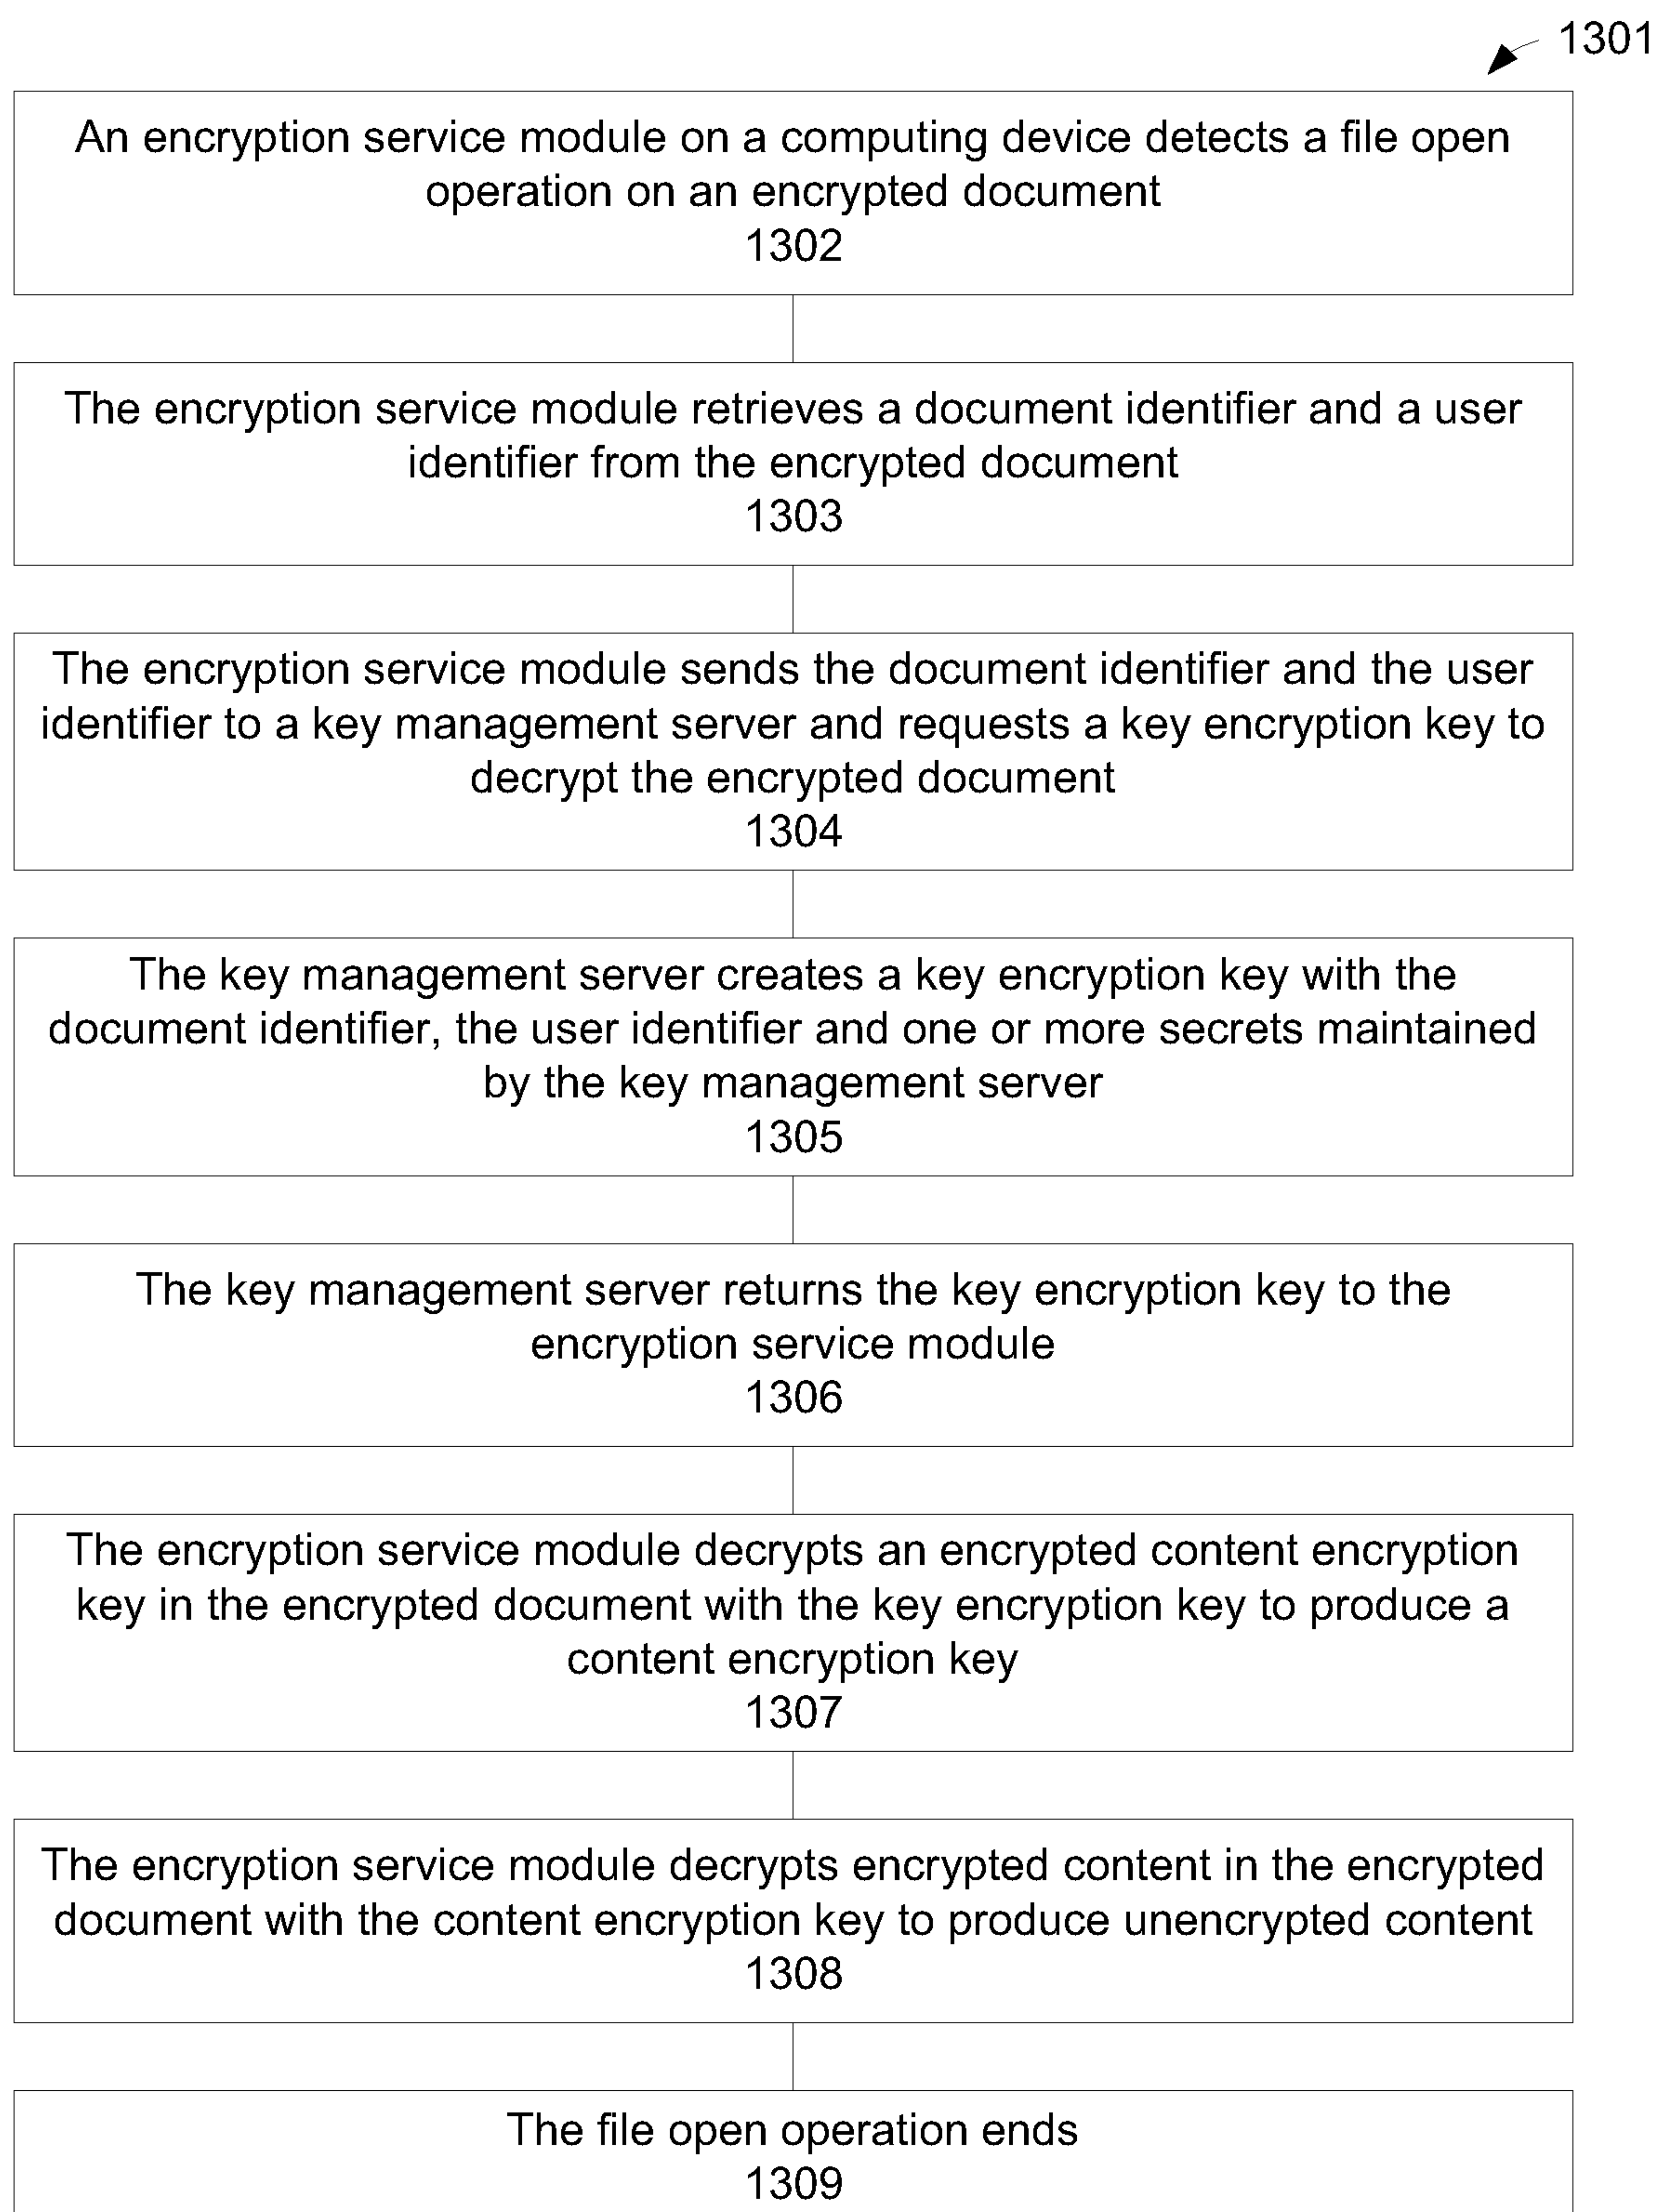 1301
An encryption service module on a computing device detects a file open
operation on an encrypted document
1302
The encryption service module retrieves a document identifier and a user
identifier from the encrypted document
1303
The encryption service module sends the document identifier and the user
identifier to a key management server and requests a key encryption key to
decrypt the encrypted document
1304
The key management server creates a key encryption key with the
document identifier, the user identifier and one or more secrets maintained
by the key management server
1305
The key management server returns the key encryption key to the
encryption service module
1306
The encryption service module decrypts an encrypted content encryption
key in the encrypted document with the key encryption key to produce a
content encryption key
1307
The encryption service module decrypts encrypted content in the encrypted
document with the content encryption key to produce unencrypted content
1308
The file open operation ends
1309